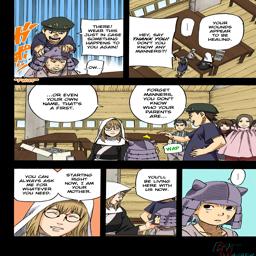 THERE!
WEAR THIS
JUST IN CASE
SOMETHING
HAPPENS TO
YOU AGAIN!
OW...
YOUR
WOUNDS
APPEAR
TO BE
HEALING.
HEY, SAY
THANK YOU!
DON'T YOU
KNOW ANY
MANNERS?!
FORGET
MANNERS,
YOU DON'T
KNOW
WHO YOUR
PARENTS
ARE?
...OR EVEN
YOUR OWN
NAME, THAT'S
A FIRST.
WAP
YOU CAN
ALWAYS ASK
ME FOR
WHATEVER
YOU NEED.
STARTING
RIGHT
NOW, I AM
YOUR
MOTHER.
YOU'LL BE
LIVING HERE
WITH US
NOW.
!